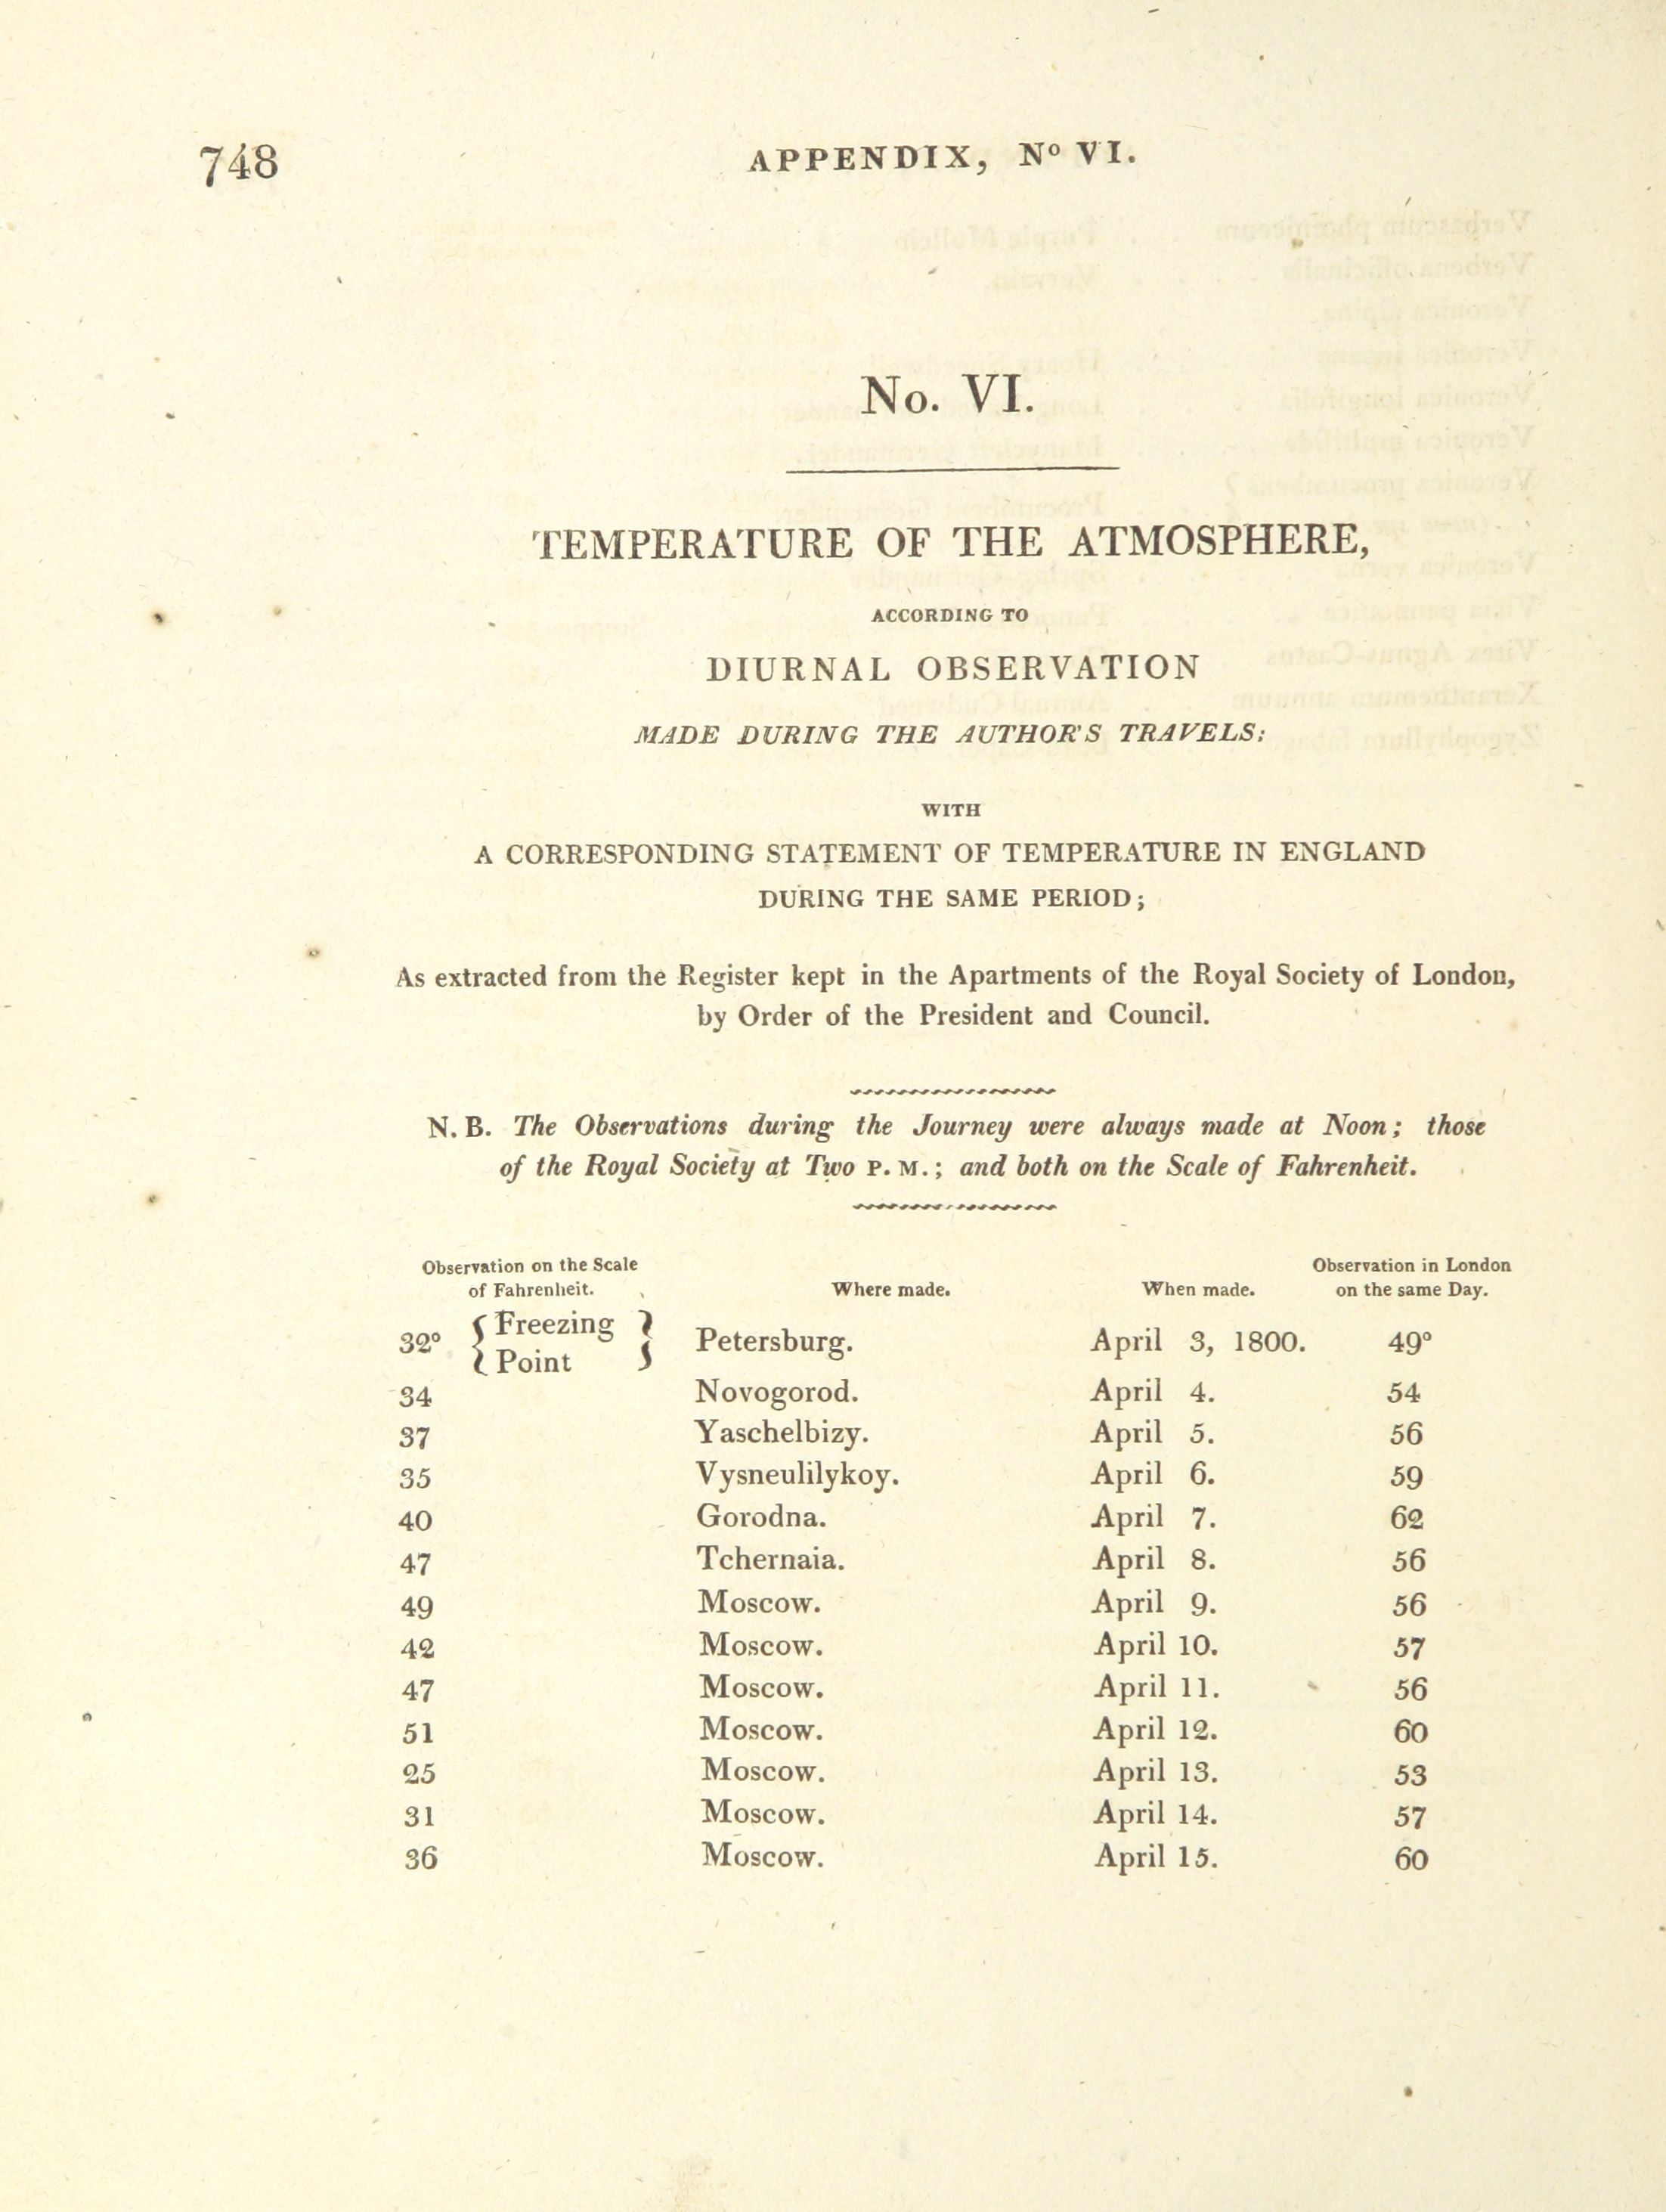 748
APPENDIX, Nº VI.
No. VI.
TEMPERATURE OF THE ATMOSPHERE,
ACCORDING TO
DIURNAL OBSERVATION
MADE DURING THE AUTHOR'S TRAVELS:
WITH
A CORRESPONDING STATEMENT OF TEMPERATURE IN ENGLAND
DURING THE SAME PERIOD;
As extracted from the Register kept in the Apartments of the Royal Society of London,
by Order of the President and Council.
N. B. The Observations during the Journey were always made at Noon; those
of the Royal Society at Two P. M.; and both on the Scale of Fahrenheit.
Observation on the Scale of Fahrenheit. Where made. When made. Observation in London on the same Day.
32° { Freezing Point } Petersburg. April 3, 1800. 49°
34 Novogorod. April 4. 54
37 Yaschelbizy. April 5. 56
35 Vysneulilykoy. April 6. 59
40 Gorodna. April 7. 62
47 Tchernaia. April 8. 56
49 Moscow. April 9. 56
42 Moscow. April 10. 57
47 Moscow. April 11. 56
51 Moscow. April 12. 60
25 Moscow. April 13. 53
31 Moscow. April 14. 57
36 Moscow. April 15. 60